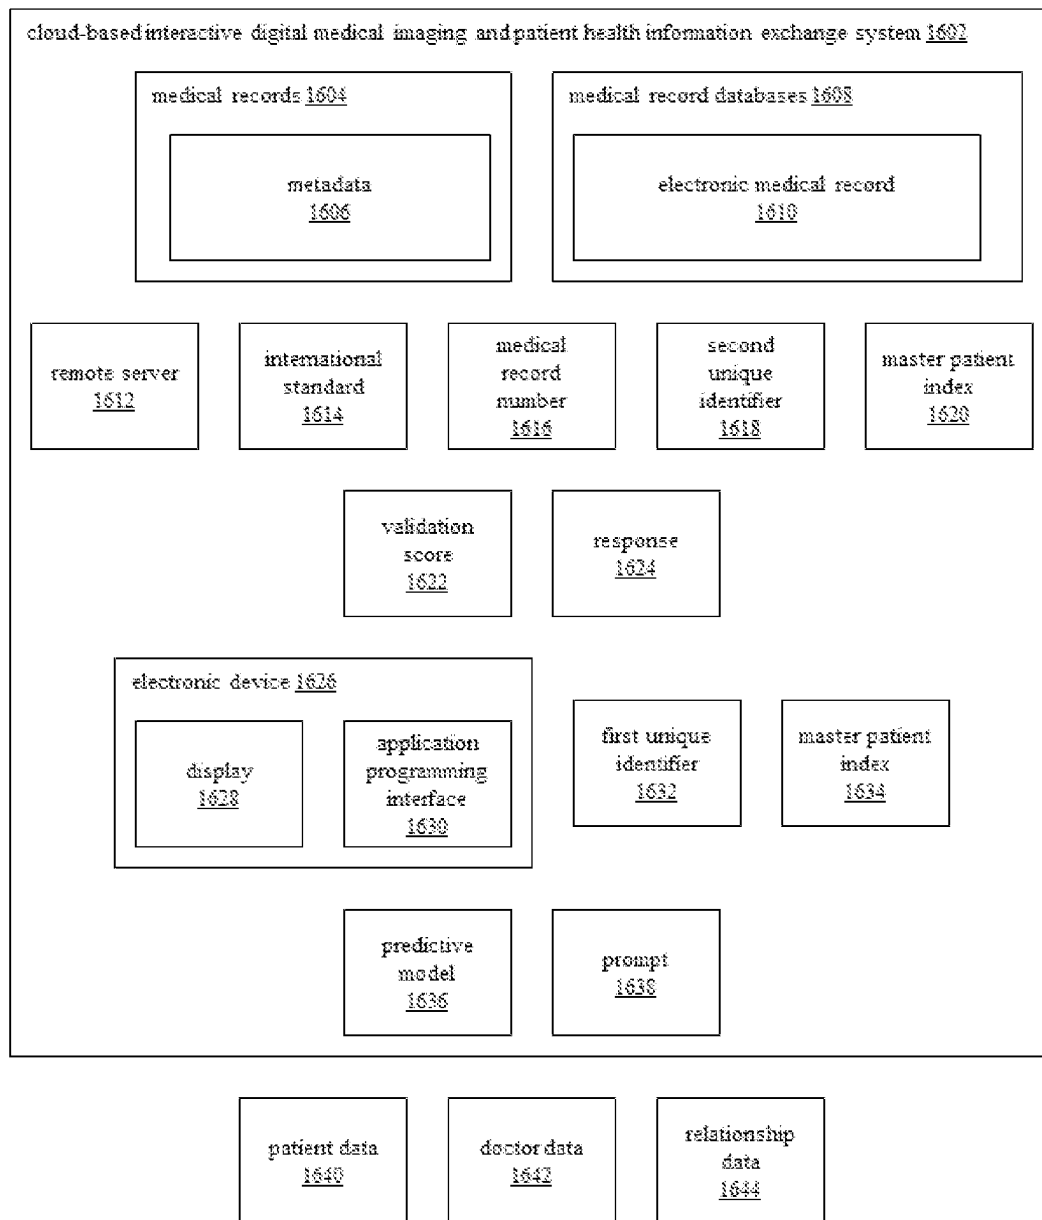 cloud-based interactive digital medical imaging and patient health information exchange system 1602
medical records 1604
medical record databases 1608
metadata
1606
electronic medical record
1610
remote server
1612
international
standard
1614
medical
record
number
1616
second
unique
identifier
1618
master patient
index
1620
validation
score
1622
response
1624
electronic device 1626
display
1628
application
programming
interface
1630
first unique
identifier
1632
master patient
index
1634
predictive
model
1636
prompt
1638
patient data
1640
doctor data
1642
relationship
data
1644